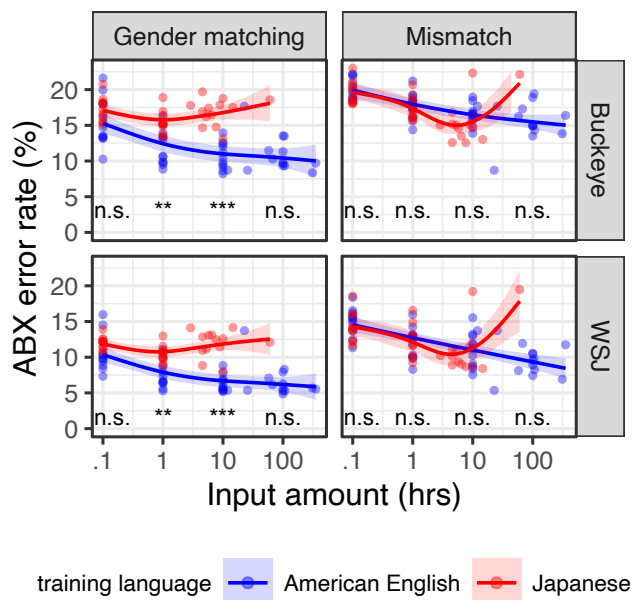 Gender matching Mismatch
20
15
10
5
0
n.s. ** *** n.s. n.s. n.s. n.s. n.s.
Buckeye
ABX error rate (%)
20
15
10
5
0
n.s. ** *** n.s. n.s. n.s. n.s. n.s.
WSJ
.1 1 10 100 .1 1 10 100
Input amount (hrs)
training language American English Japanese